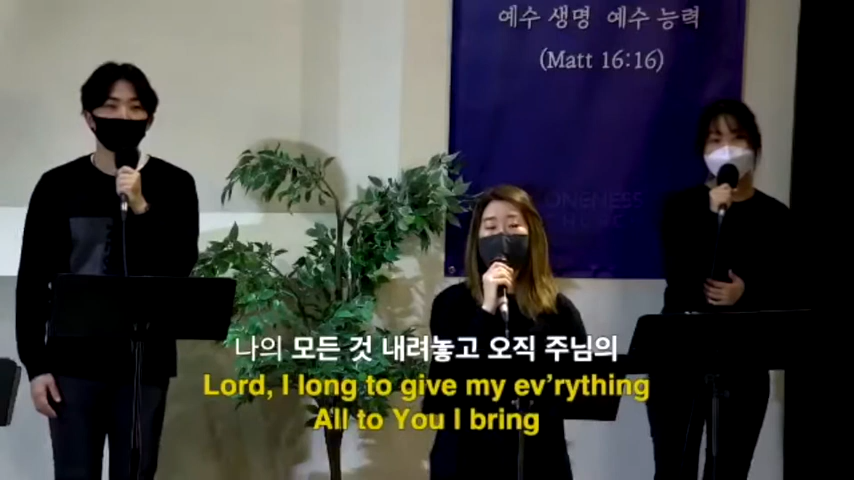 예수 생명 예수 능력
(Matt 16:16)
ONENESS
나의 모든 것 내려놓고 오직 주님의
Lord, I long to give my ev'rything
All to You I bring